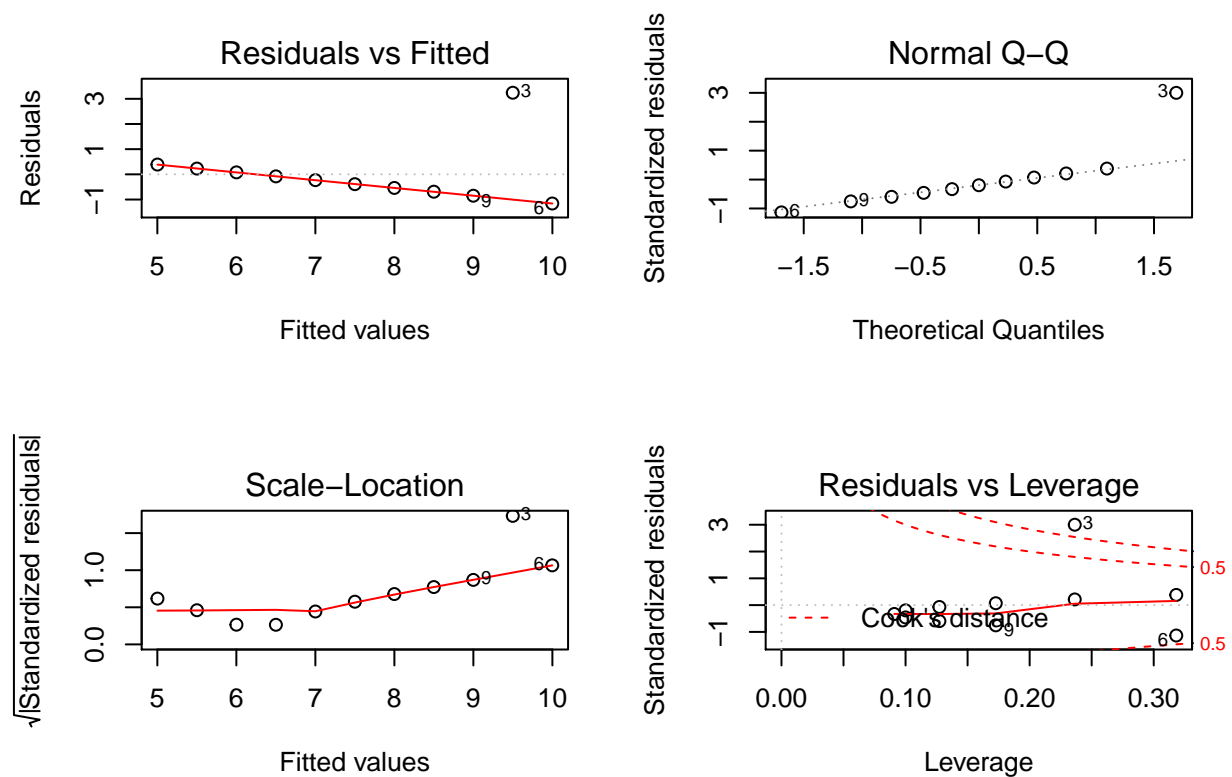 Residuals vs Fitted
Residuals
3
1
−1
3
9
6
5 6 7 8 9 10
Fitted values
Normal Q−Q
Standardized residuals
3
1
−1
3
6
9
−1.5 −0.5 0.5 1.5
Theoretical Quantiles
Scale−Location
√|Standardized residuals|
1.0
0.0
3
6
9
5 6 7 8 9 10
Fitted values
Residuals vs Leverage
Standardized residuals
3
1
−1
3
0.5
Cook's distance
9
6
0.5
0.00 0.10 0.20 0.30
Leverage